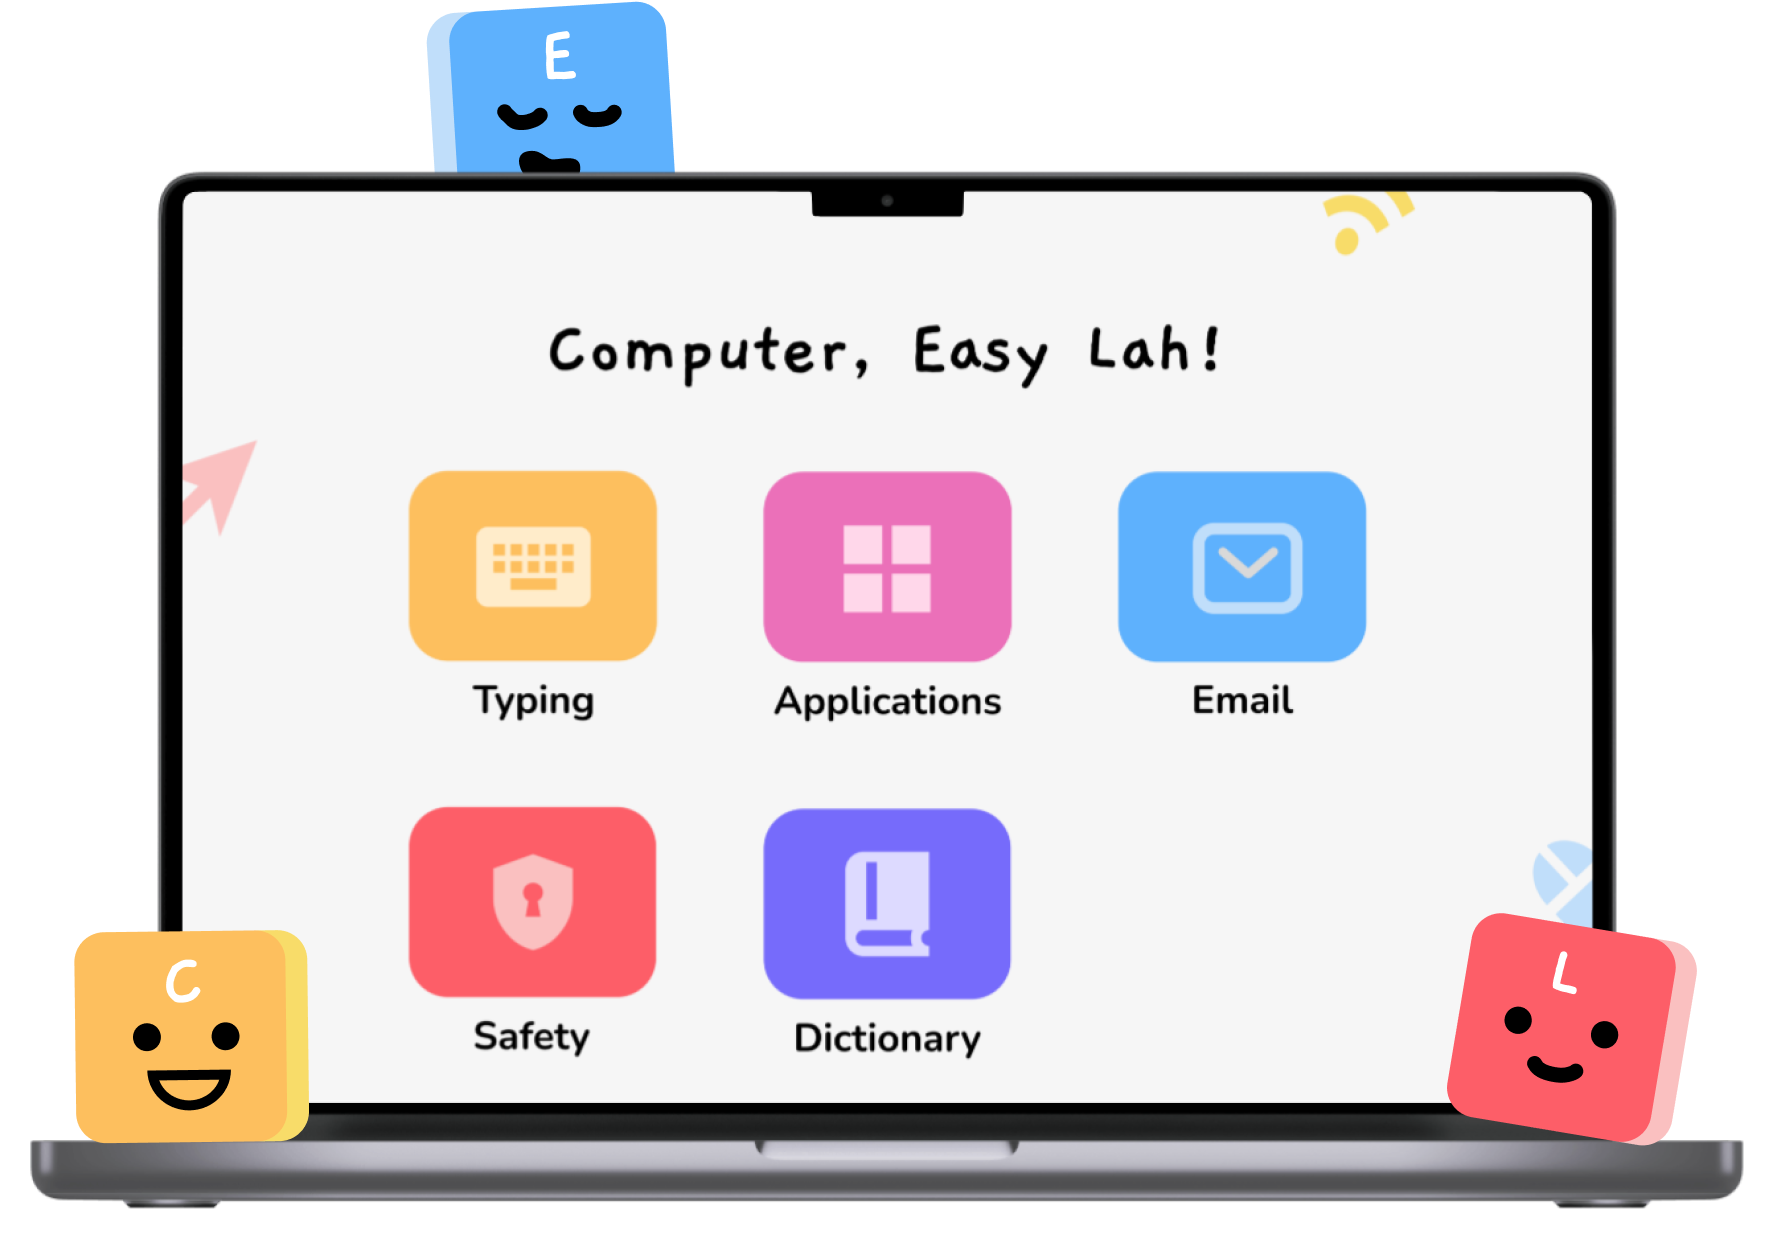 E
Computer, Easy Lah!
Typing
Applications
Email
Safety
Dictionary
C
L